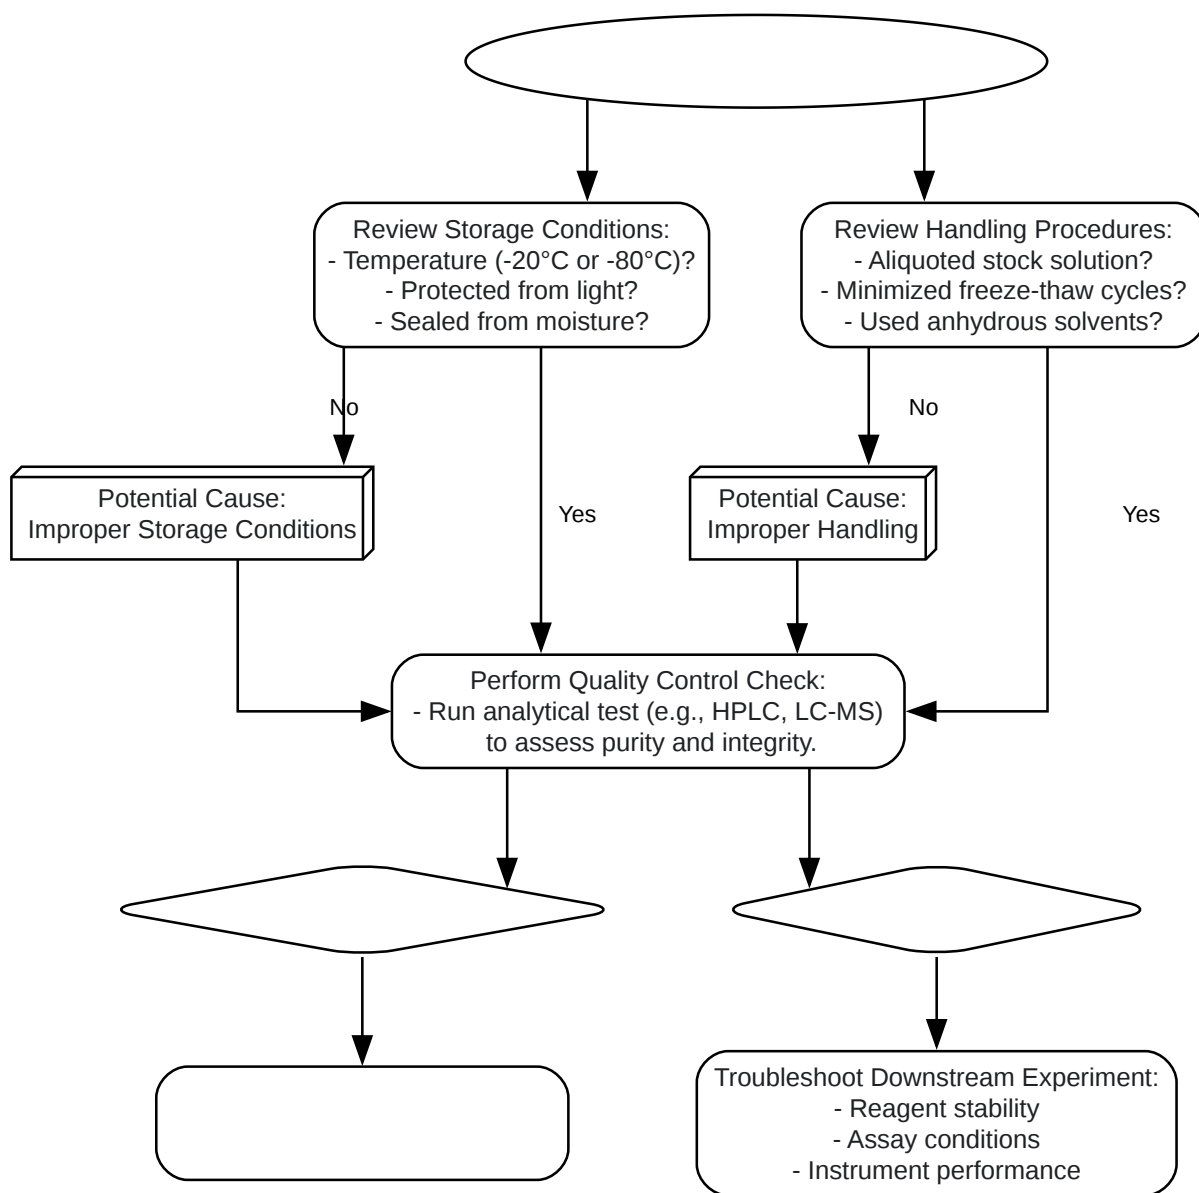 Review Storage Conditions:
- Temperature (-20°C or -80°C)?
- Protected from light?
- Sealed from moisture?
Review Handling Procedures:
- Aliquoted stock solution?
- Minimized freeze-thaw cycles?
- Used anhydrous solvents?
No
No
Potential Cause:
Improper Storage Conditions
Yes
Potential Cause:
Improper Handling
Yes
Perform Quality Control Check:
- Run analytical test (e.g., HPLC, LC-MS)
to assess purity and integrity.
Troubleshoot Downstream Experiment:
- Reagent stability
- Assay conditions
- Instrument performance